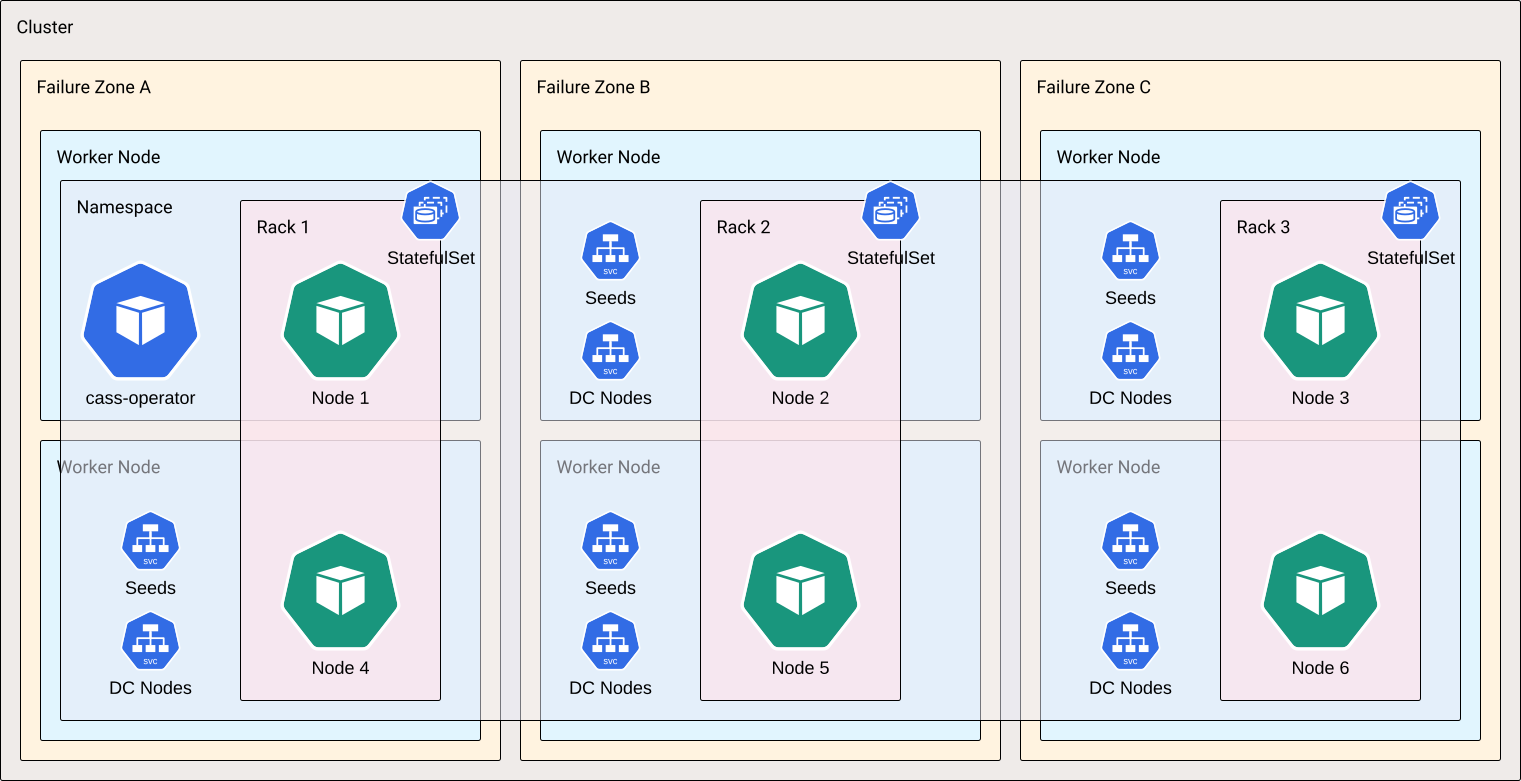 Cluster
Failure Zone A
Failure Zone B
Failure Zone C
Worker Node
Worker Node
Worker Node
Namespace
Rack 1
StatefulSet
Rack 2
StatefulSet
Rack 3
StatefulSet
svc
Seeds
svc
Seeds
svc
DC Nodes
svc
DC Nodes
cass-operator
Node 1
Node 2
Node 3
Worker Node
Worker Node
Worker Node
svc
Seeds
svc
Seeds
svc
Seeds
svc
DC Nodes
svc
DC Nodes
svc
DC Nodes
Node 4
Node 5
Node 6